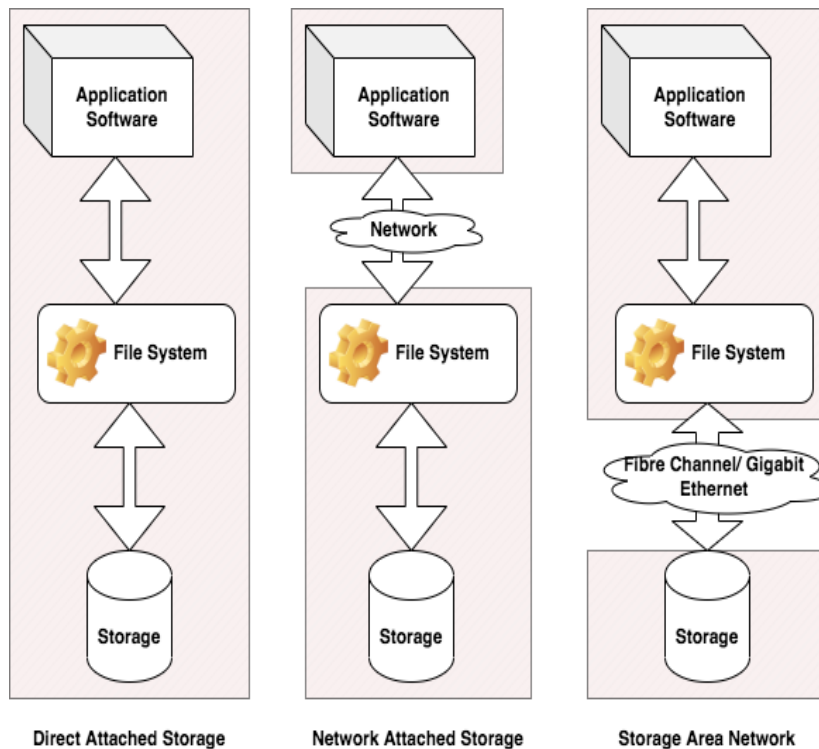 Application
Software
File System
Storage
Direct Attached Storage
Application
Software
Network
File System
Storage
Network Attached Storage
Application
Software
File System
Fibre Channel/ Gigabit
Ethernet
Storage
Storage Area Network